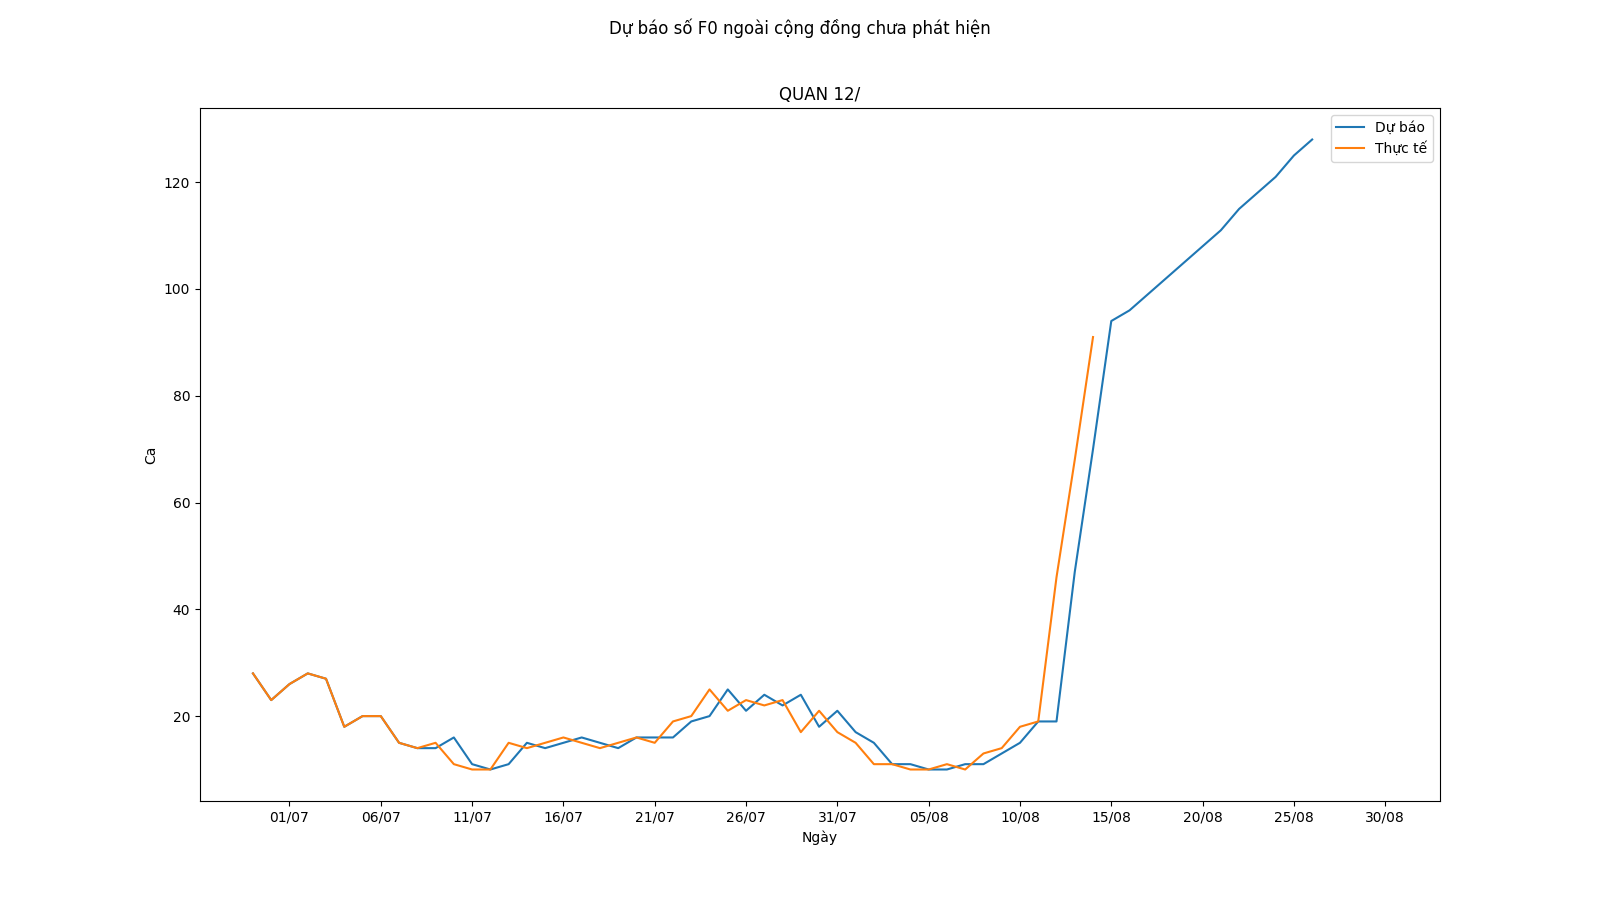 Dự báo số F0 ngoài cộng đồng chưa phát hiện
QUAN 12/
Dự báo
Thực tế
120
100
80
60
40
20
Ca
01/07 06/07 11/07 16/07 21/07 26/07 31/07 05/08 10/08 15/08 20/08 25/08 30/08
Ngày